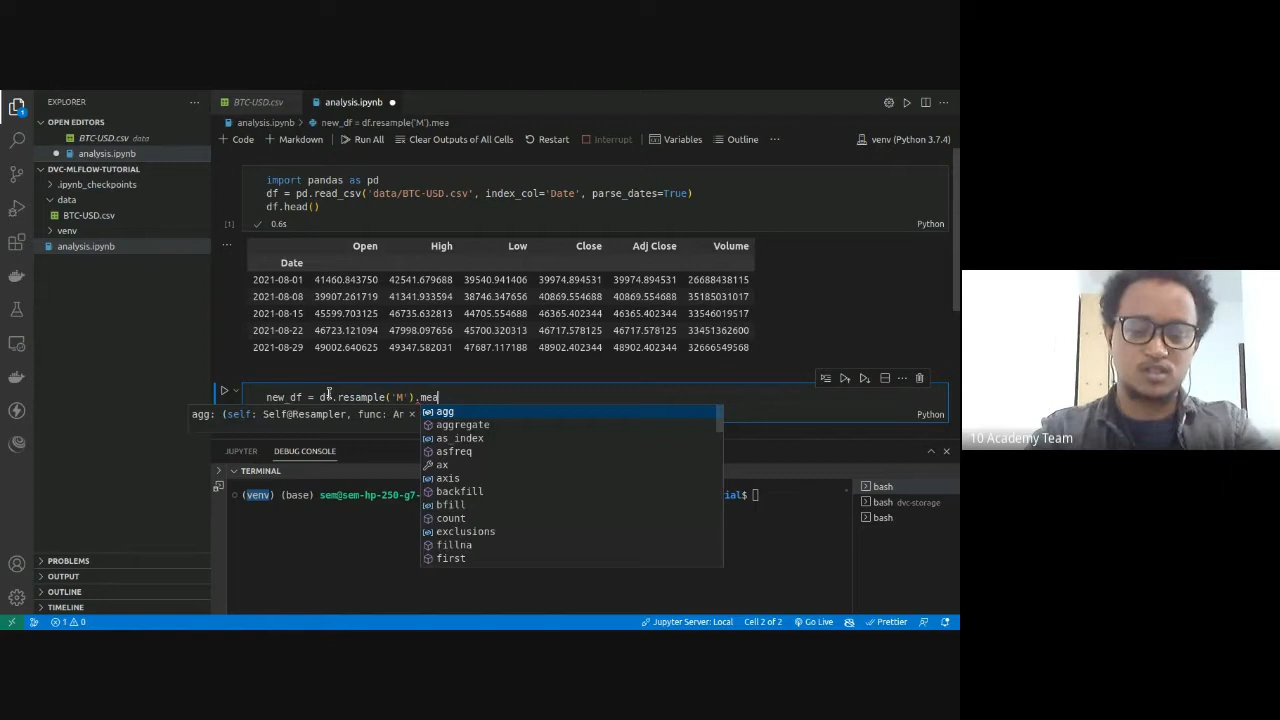 EXPLORER
OPEN EDITORS
BTC-USD.csv data
analysis.ipynb
DVC-MLFLOW-TUTORIAL
.ipynb_checkpoints
data
BTC-USD.csv
venv
analysis.ipynb
PROBLEMS
OUTPUT
OUTLINE
TIMELINE
BTC-USD.csv
analysis.ipynb
analysis.ipynb > new_df = df.resample('M').mea
+ Code + Markdown Run All Clear Outputs of All Cells Restart Interrupt Variables Outline ... venv (Python 3.7.4)
import pandas as pd
df = pd.read_csv('data/BTC-USD.csv', index_col='Date', parse_dates=True)
df.head()
[1] 0.6s Python
Open High Low Close Adj Close Volume
Date
2021-08-01 41460.843750 42541.679688 39540.941406 39974.894531 39974.894531 26688438115
2021-08-08 39907.261719 41341.933594 38746.347656 40869.554688 40869.554688 35185031017
2021-08-15 45599.703125 46735.632813 44705.554688 46365.402344 46365.402344 33546019517
2021-08-22 46723.121094 47998.097656 45700.320313 46717.578125 46717.578125 33451362600
2021-08-29 49002.640625 49347.582031 47687.117188 48902.402344 48902.402344 32666549568
new_df = df.resample('M').mea
agg: (self: Self@Resampler, func: Ar ×
Python
agg
aggregate
as_index
asfreq
ax
axis
backfill
bfill
count
exclusions
fillna
first
JUPYTER DEBUG CONSOLE
TERMINAL
(venv) (base) sem@sem-hp-250-g7- ial$
bash
bash dvc-storage
bash
1 0 Jupyter Server: Local Cell 2 of 2 Go Live Prettier
10 Academy Team